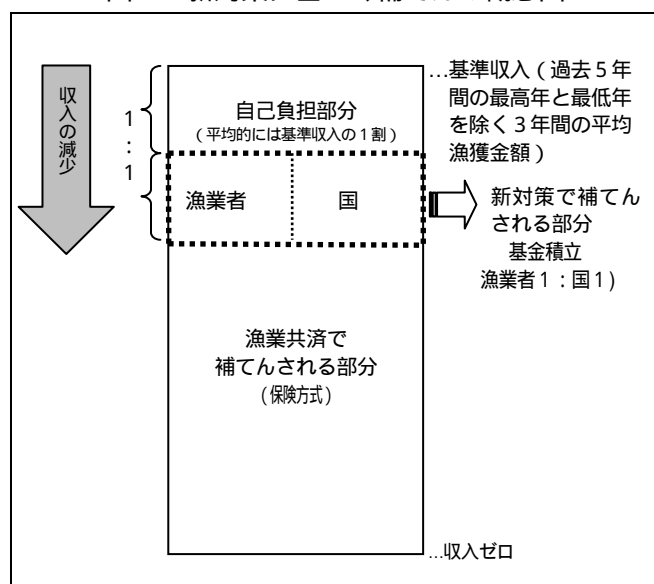 収入の減少
1
:
1
自己負担部分
(平均的には基準収入の1割)
漁業者
国
漁業共済で
補てんされる部分
(保険方式)
…基準収入(過去5年
間の最高年と最低年
を除く3年間の平均
漁獲金額)
新対策で補てん
される部分
基金積立
漁業者1:国1)
…収入ゼロ